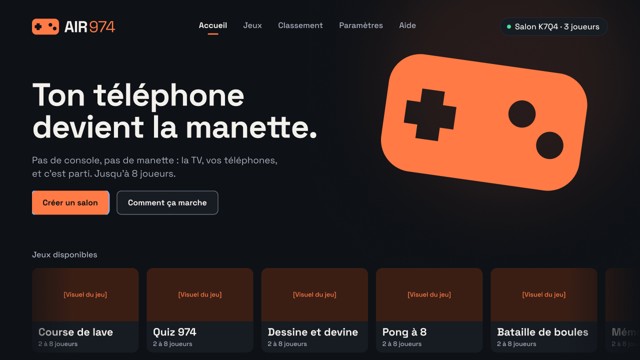 AIR974
Accueil Jeux Classement Paramètres Aide
Salon K7Q4 · 3 joueurs
Ton téléphone
devient la manette.
Pas de console, pas de manette : la TV, vos téléphones,
et c'est parti. Jusqu'à 8 joueurs.
Créer un salon
Comment ça marche
Jeux disponibles
[Visuel du jeu] [Visuel du jeu] [Visuel du jeu] [Visuel du jeu] [Visuel du jeu]
Course de lave Quiz 974 Dessine et devine Pong à 8 Bataille de boules
2 à 8 joueurs 2 à 8 joueurs 2 à 8 joueurs 2 à 8 joueurs 2 à 8 joueurs